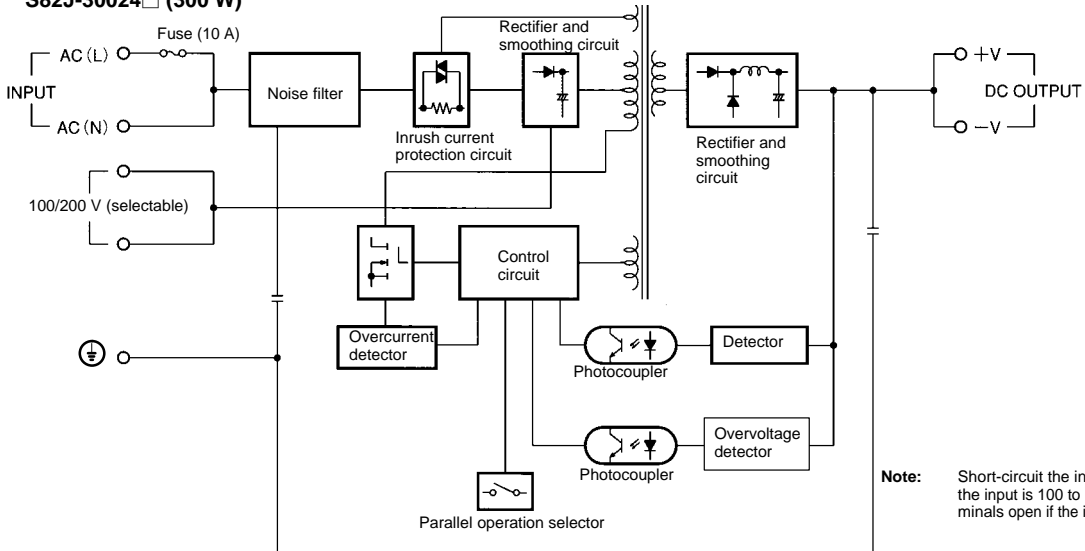 S82J-30024□ (300 W)
Fuse (10 A)
AC (L)
INPUT
AC (N)
Noise filter
Inrush current
protection circuit
Rectifier and
smoothing circuit
Rectifier and
smoothing
circuit
+V
DC OUTPUT
−V
100/200 V (selectable)
Control
circuit
Overcurrent
detector
Photocoupler
Detector
Photocoupler
Overvoltage
detector
Parallel operation selector
Note: Short-circuit the
the input is 100 to
minals open if the